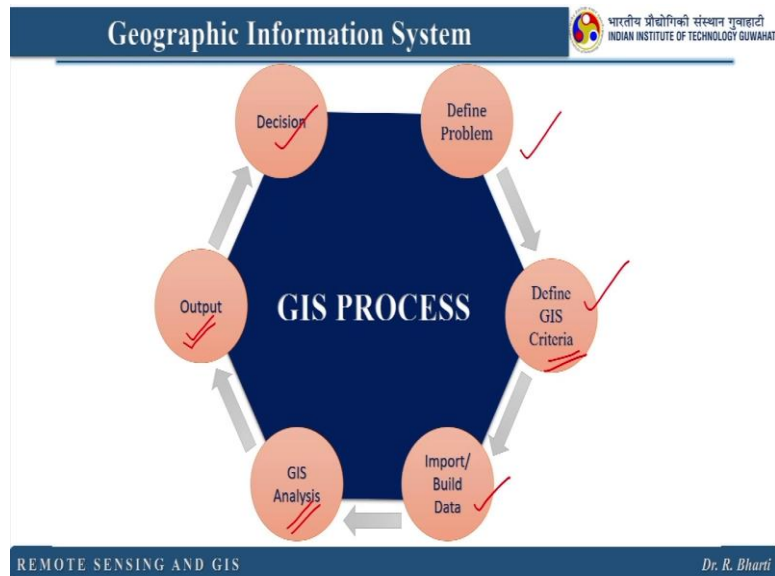 Geographic Information System
भारतीय प्रौद्योगिकी संस्थान गुवाहाटी
INDIAN INSTITUTE OF TECHNOLOGY GUWAHAT
Decision
Define
Problem
Output
GIS PROCESS
Define
GIS
Criteria
GIS
Analysis
Import/
Build
Data
REMOTE SENSING AND GIS
Dr. R. Bharti